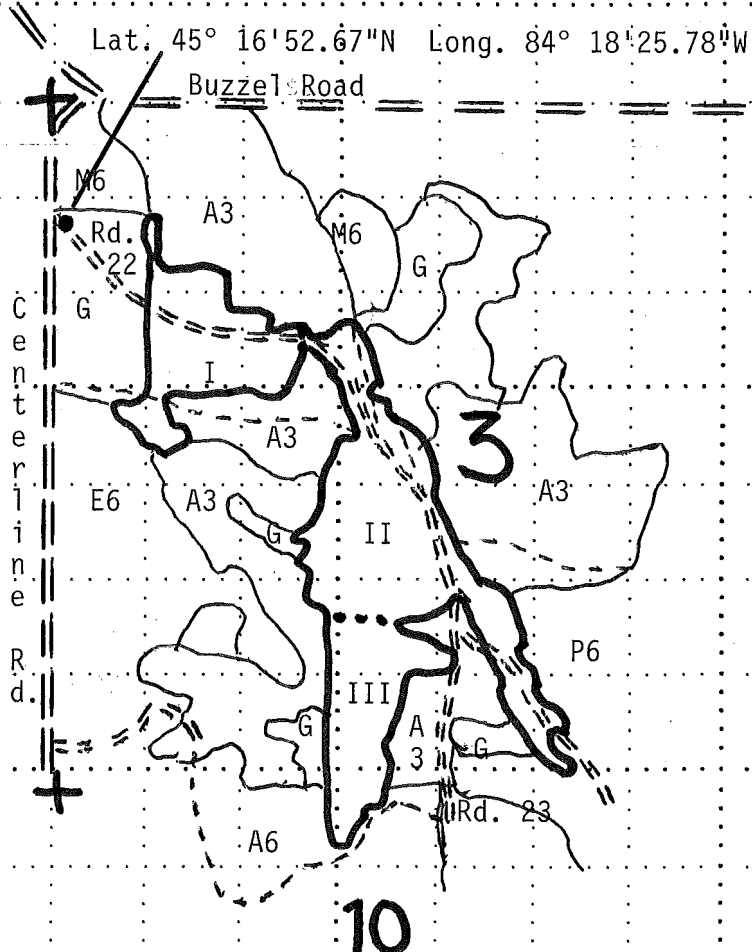 Lat. 45° 16'52.67"N Long. 84° 18'25.78"W
Buzzel Road
M6
A3
Rd.
22
M6
G
G
Centerline Rd.
I
3
A3
E6
A3
A3
G
II
P6
III
G
A
3
G
Rd. 23
A6
10